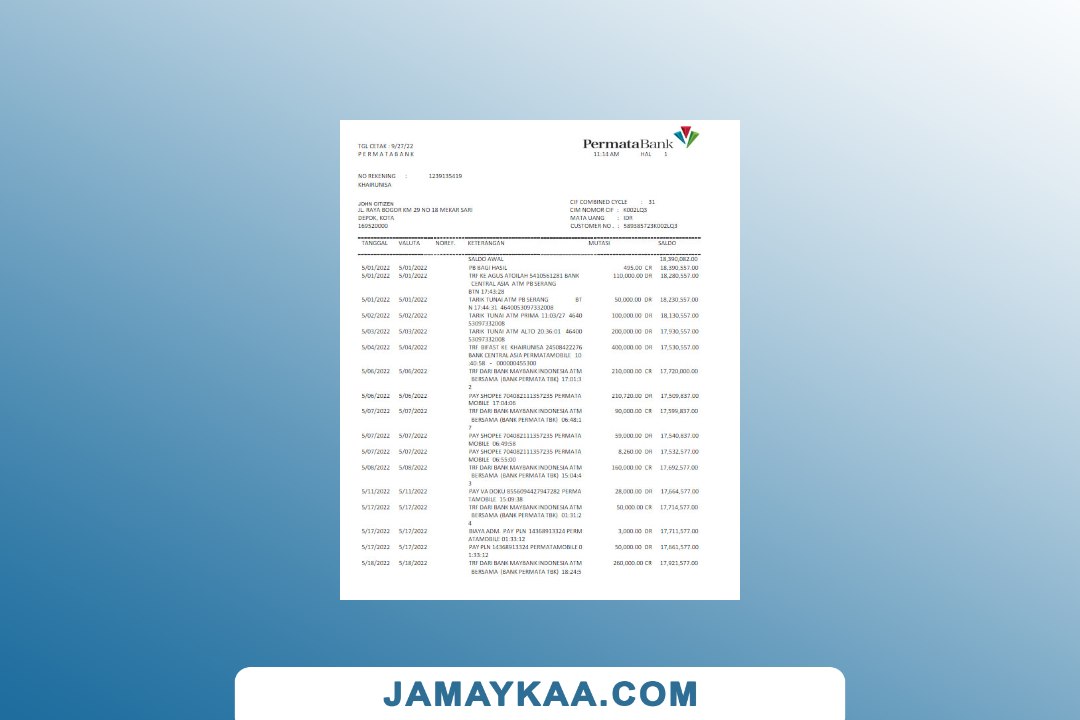 PermataBank
TGL CETAK : 9/27/22
PERMATABANK
11.14 AM HAL 1
NO REKENING : 1239135619
KHAIRUNISA
JOHN CITIZEN
JL. RAYA BOGOR KM 29 NO 18 MEKAR SARI
DEPOK. KOTA
169520000
CIF COMBINED CYCLE : 31
CIM NOMOR CIF : K002LQ3
MATA UANG : IDR
CUSTOMER NO . : 589385723K002LQ3
TANGGAL VALUTA NOREF. KETERANGAN MUTASI SALDO
SALDO AWAL 18,390,082.00
5/01/2022 5/01/2022 PB BAGI HASIL 495.00 CR 18,390,557.00
5/01/2022 5/01/2022 TRF KE AGUS ATOILAH 5410561281 BANK 110,000.00 DR 18,280,557.00
CENTRAL ASIA ATM PB SERANG
BTN 17:43:28
5/01/2022 5/01/2022 TARIK TUNAI ATM PB SERANG BT 50,000.00 DR 18,230,557.00
N 17:44:31 4640053097332008
5/02/2022 5/02/2022 TARIK TUNAI ATM PRIMA 11:03/27 4640 100,000.00 DR 18,130,557.00
53097332008
5/03/2022 5/03/2022 TARIK TUNAI ATM ALTO 20:36:01 46400 200,000.00 DR 17,930,557.00
53097332008
5/04/2022 5/04/2022 TRF BIFAST KE KHAIRUNISA 24508422276 400,000.00 DR 17,530,557.00
BANK CENTRAL ASIA PERMATAMOBILE 10
:40:58 - 000000455300
5/06/2022 5/06/2022 TRF DARI BANK MAYBANK INDONESIA ATM 210,000.00 CR 17,720,000.00
BERSAMA (BANK PERMATA TBK) 17:01:3
2
5/06/2022 5/06/2022 PAY SHOPEE 704082111357235 PERMATA 210,720.00 DR 17,509,837.00
MOBILE 17:04:06
5/07/2022 5/07/2022 TRF DARI BANK MAYBANK INDONESIA ATM 90,000.00 CR 17,599,837.00
BERSAMA (BANK PERMATA TBK) 06:48:1
7
5/07/2022 5/07/2022 PAY SHOPEE 704082111357235 PERMATA 59,000.00 DR 17,540,837.00
MOBILE 06:49:58
5/07/2022 5/07/2022 PAY SHOPEE 704082111357235 PERMATA 8,260.00 DR 17,532,577.00
MOBILE 06:55:00
5/08/2022 5/08/2022 TRF DARI BANK MAYBANK INDONESIA ATM 160,000.00 CR 17,692,577.00
BERSAMA (BANK PERMATA TBK) 15:04:4
3
5/11/2022 5/11/2022 PAY VA DOKU 8556094427947282 PERMA 28,000.00 DR 17,664,577.00
TAMOBILE 15:09:38
5/17/2022 5/17/2022 TRF DARI BANK MAYBANK INDONESIA ATM 50,000.00 CR 17,714,577.00
BERSAMA (BANK PERMATA TBK) 01:31:2
4
5/17/2022 5/17/2022 BIAYA ADM. PAY PLN 14368913324 PERM 3,000.00 DR 17,711,577.00
ATAMOBILE 01:33:12
5/17/2022 5/17/2022 PAY PLN 14368913324 PERMATAMOBILE 0 50,000.00 DR 17,661,577.00
1:33:12
5/18/2022 5/18/2022 TRF DARI BANK MAYBANK INDONESIA ATM 260,000.00 CR 17,921,577.00
BERSAMA (BANK PERMATA TBK) 18:24:5
JAMAYKAA.COM